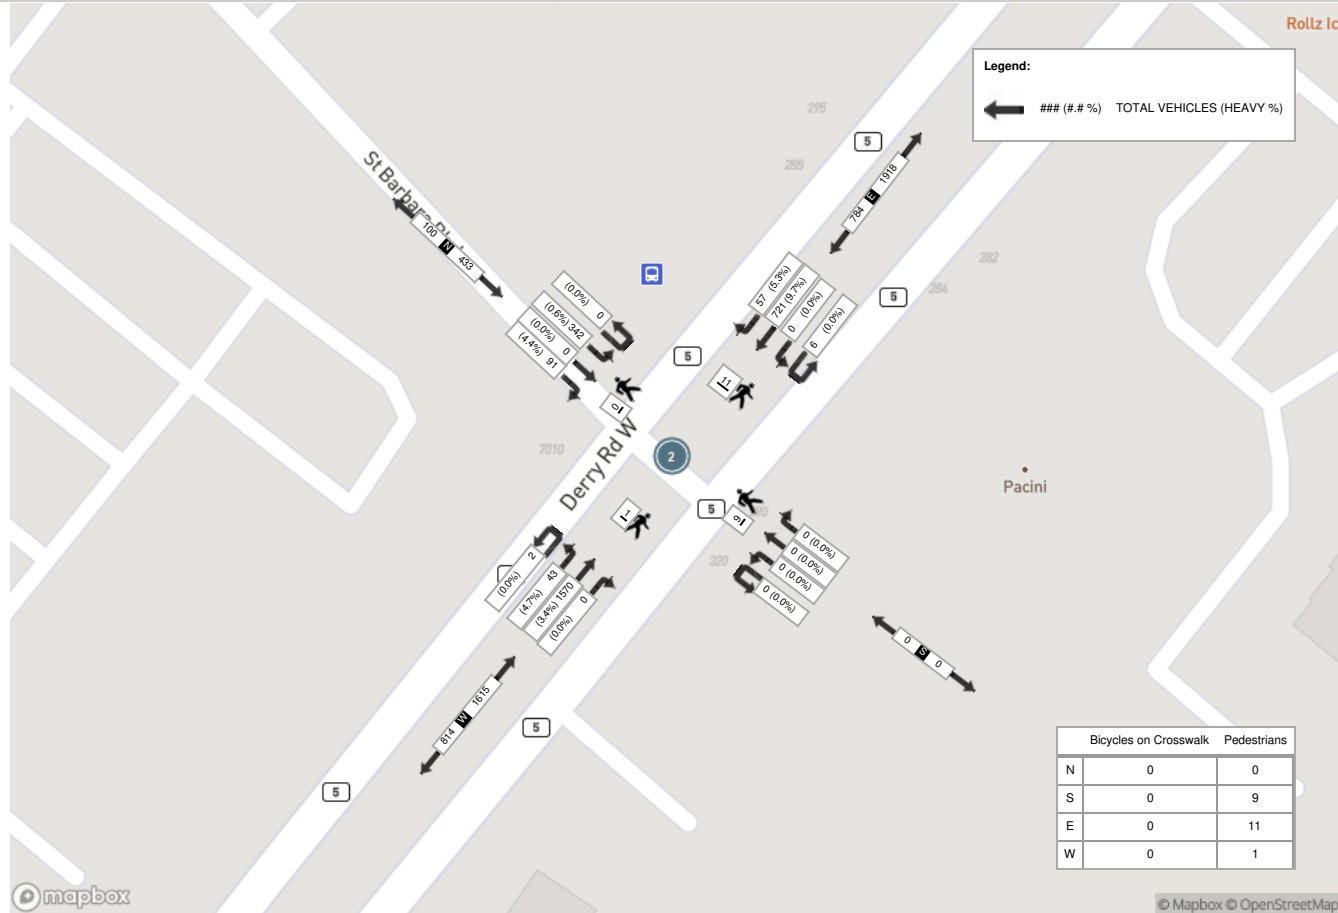 Rollz Ic
Legend:
### (#.# %) TOTAL VEHICLES (HEAVY %)
295
5
285
1918
E
784
St Barbara Bl
100
N
433
282
284
5
57 (5.3%)
721 (9.7%)
0 (0.0%)
6 (0.0%)
(0.0%) 0
(0.6%) 342
(0.0%) 0
(4.4%) 91
5
11
0
7010
Derry Rd W
2
Pacini
5
90
9
1
320
0 (0.0%)
0 (0.0%)
0 (0.0%)
0 (0.0%)
(0.0%) 2
(4.7%) 43
(3.4%) 1570
(0.0%) 0
0
S
0
1615
W
814
5
5
Bicycles on Crosswalk Pedestrians
N 0 0
S 0 9
E 0 11
W 0 1
mapbox
© Mapbox © OpenStreetMap